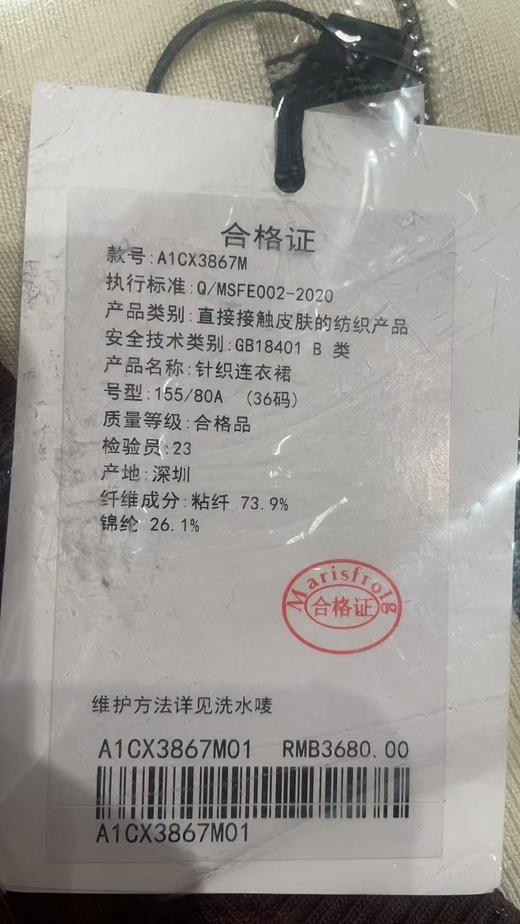 合格证
款号:A1CX3867M
执行标准:Q/MSFE002-2020
产品类别:直接接触皮肤的纺织产品
安全技术类别:GB18401 B 类
产品名称:针织连衣裙
号型:155/80A (36码)
质量等级:合格品
检验员:23
产地:深圳
纤维成分:粘纤 73.9%
锦纶 26.1%
Marisfrolg
合格证
维护方法详见洗水唛
A1CX3867M01 RMB3680.00
A1CX3867M01